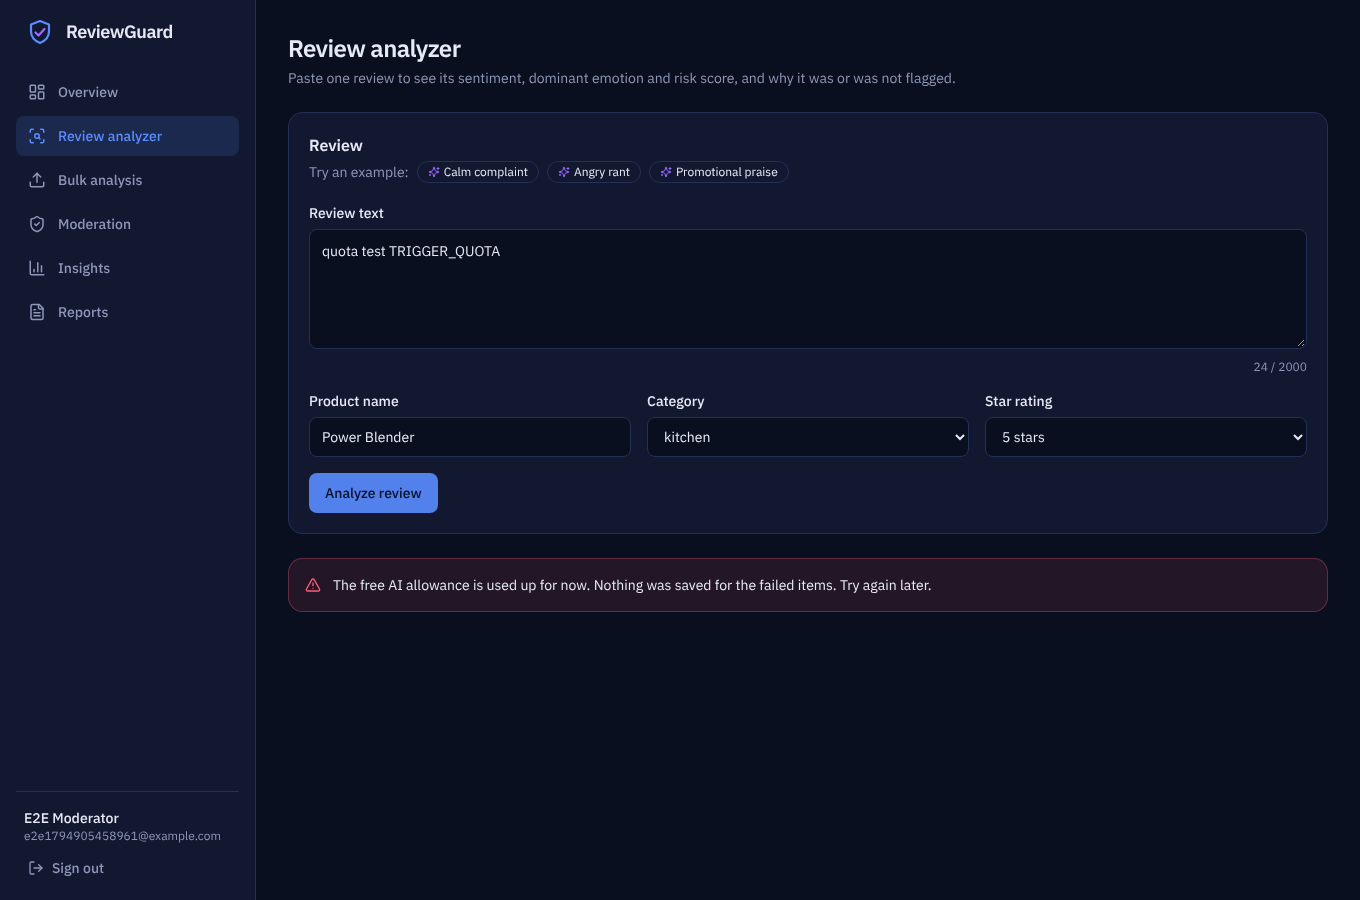 ReviewGuard
Overview
Review analyzer
Bulk analysis
Moderation
Insights
Reports
E2E Moderator
e2e1794905458961@example.com
Sign out
Review analyzer
Paste one review to see its sentiment, dominant emotion and risk score, and why it was or was not flagged.
Review
Try an example: Calm complaint Angry rant Promotional praise
Review text
quota test TRIGGER_QUOTA
24 / 2000
Product name Category Star rating
Power Blender kitchen 5 stars
Analyze review
The free AI allowance is used up for now. Nothing was saved for the failed items. Try again later.